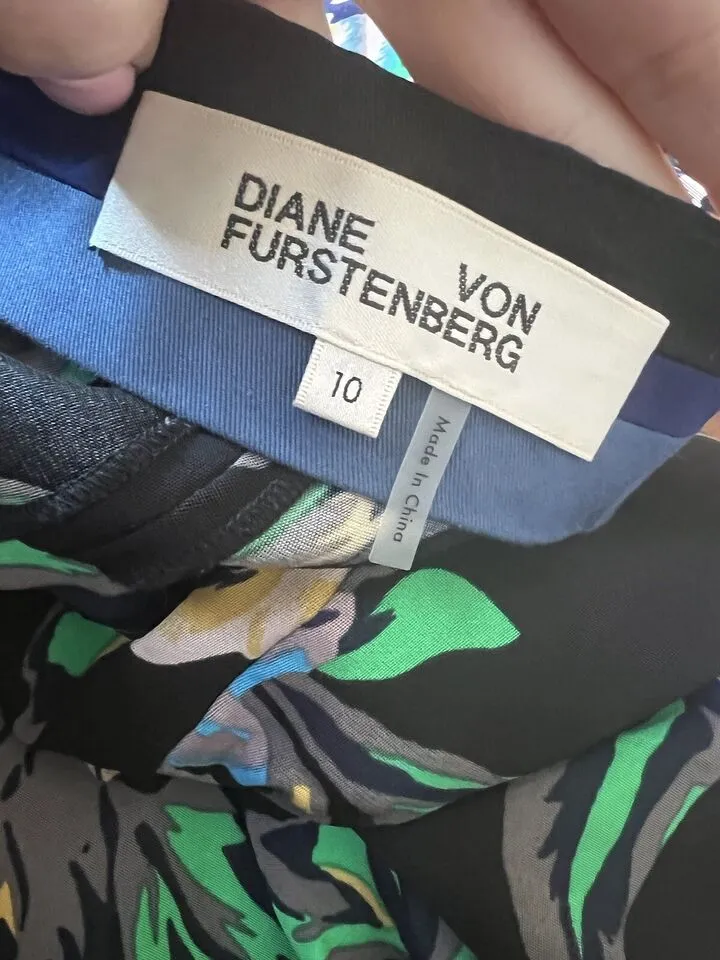 DIANE
VON
FURSTENBERG
10
Made In China